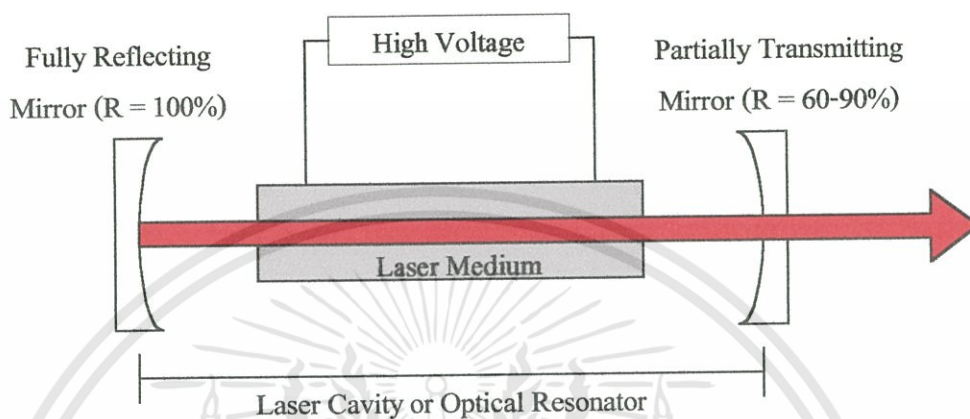 High Voltage
Fully Reflecting
Mirror (R = 100%)
Partially Transmitting
Mirror (R = 60-90%)
Laser Medium
Laser Cavity or Optical Resonator